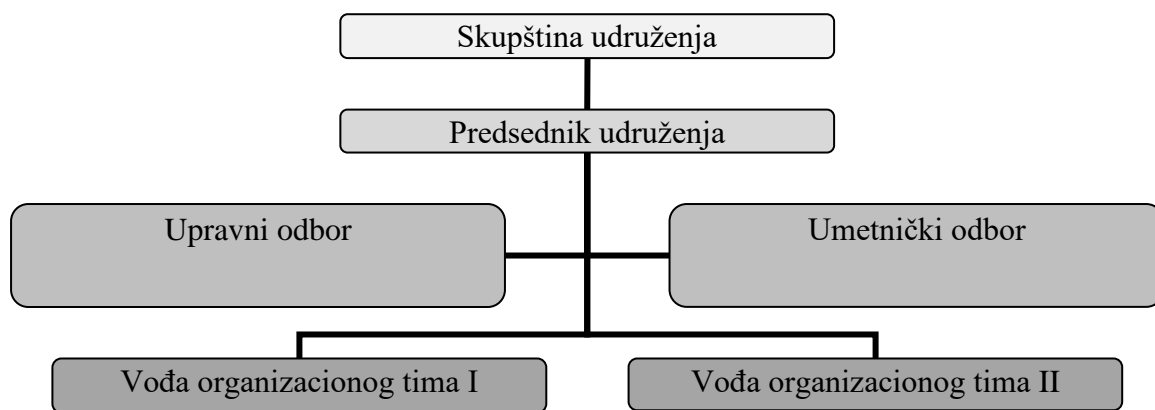 Skupština udruženja
Predsednik udruženja
Upravni odbor
Umetnički odbor
Vođa organizacionog tima I
Vođa organizacionog tima II